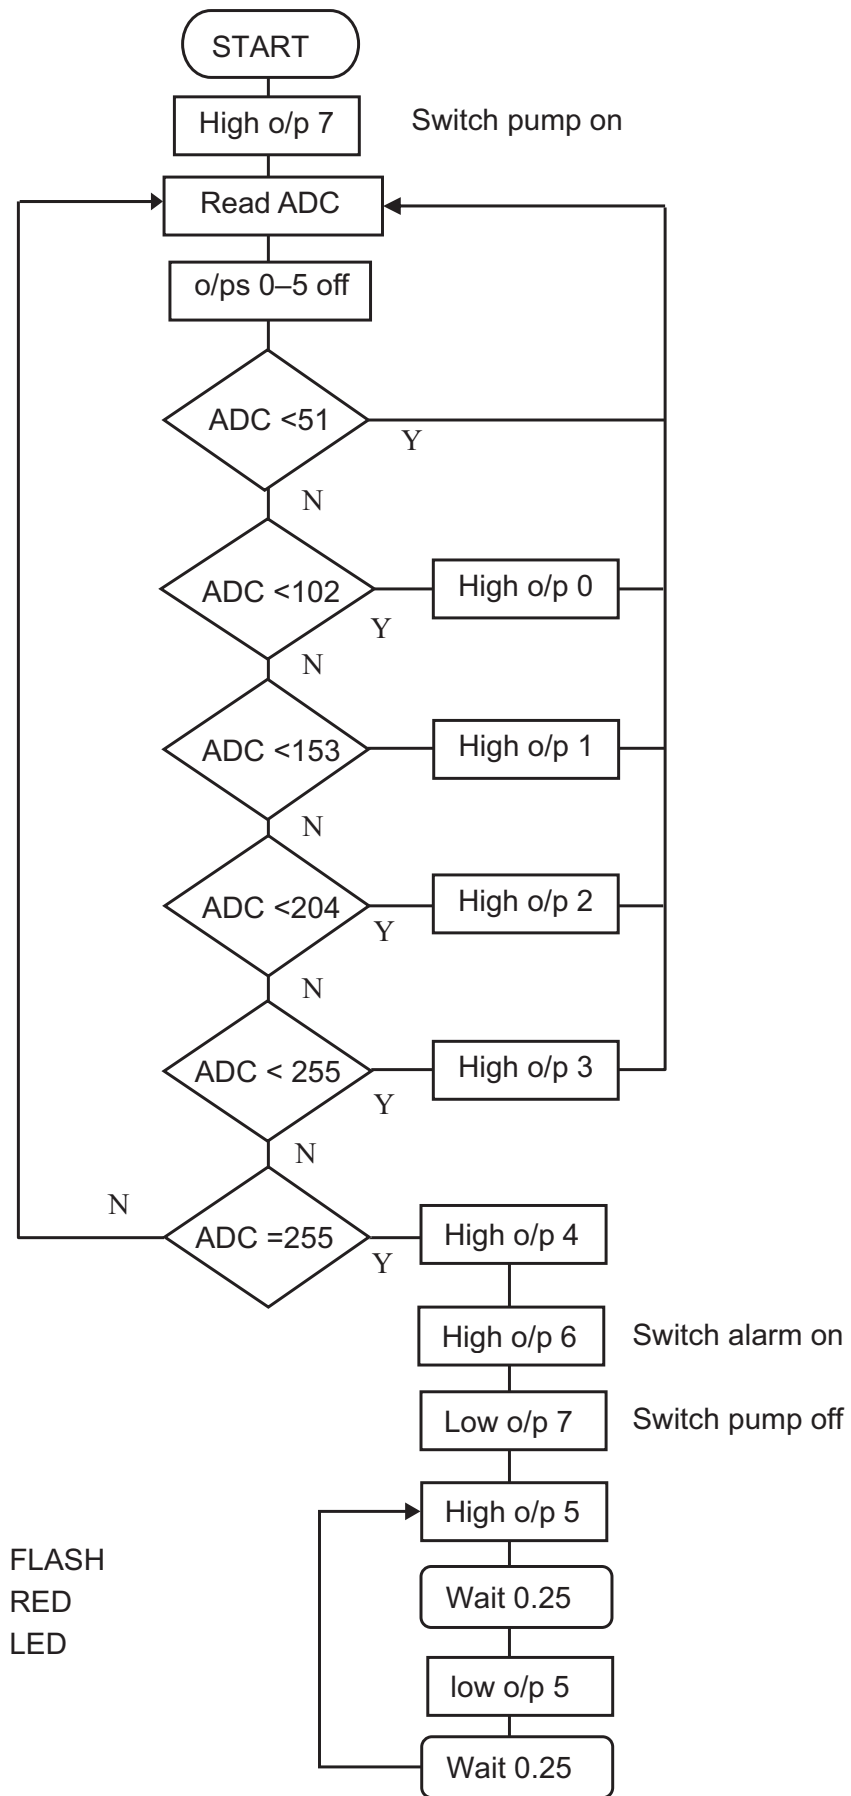 START
High o/p 7
Switch pump on
Read ADC
o/ps 0–5 off
ADC <51
Y
N
ADC <102
High o/p 0
Y
N
ADC <153
High o/p 1
N
ADC <204
High o/p 2
Y
N
ADC < 255
High o/p 3
Y
N
N
ADC =255
High o/p 4
Y
High o/p 6
Switch alarm on
Low o/p 7
Switch pump off
High o/p 5
FLASH
RED
LED
Wait 0.25
low o/p 5
Wait 0.25